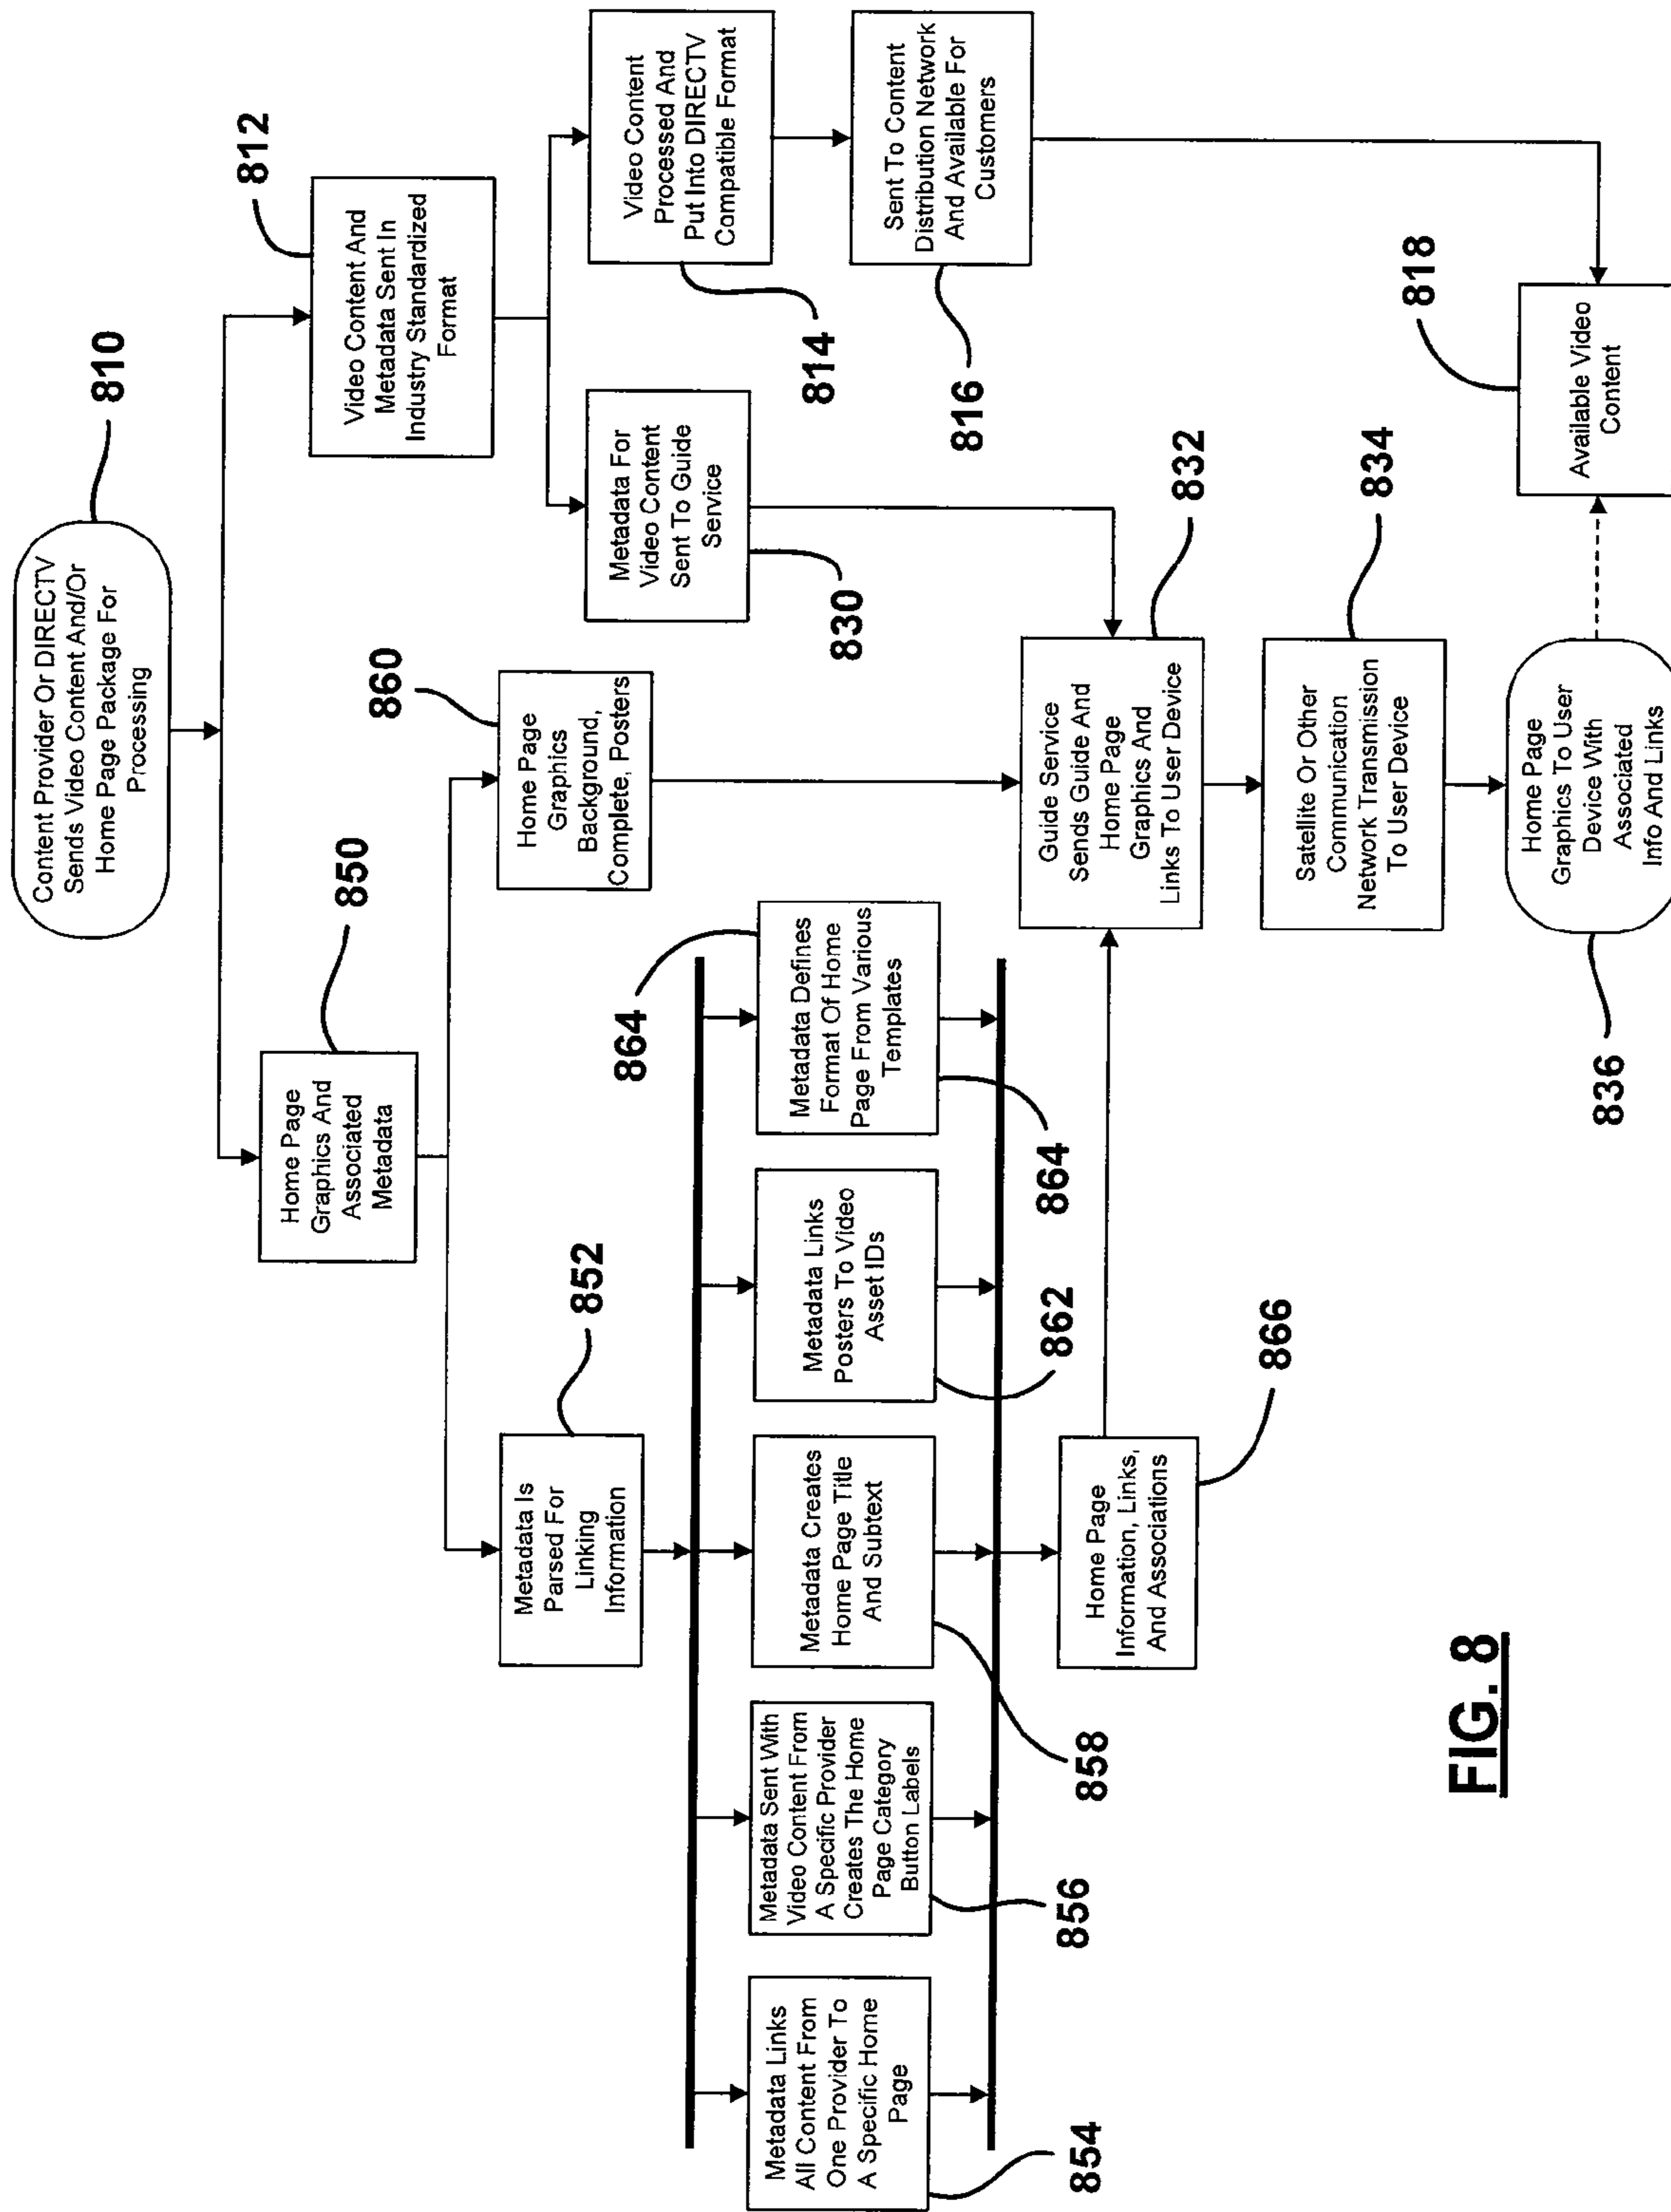 Content Provider Or DIRECTV
Sends Video Content And/Or
Home Page Package For
Processing
810
Home Page
Graphics And
Associated
Metadata
850
Video Content And
Metadata Sent In
Industry Standardized
Format
812
Metadata Is
Parsed For
Linking
Information
852
Home Page
Graphics
Background,
Complete, Posters
860
Metadata For
Video Content
Sent To Guide
Service
830
Video Content
Processed And
Put Into DIRECTV
Compatible Format
814
864
Metadata Links
All Content From
One Provider To
A Specific Home
Page
854
Metadata Sent With
Video Content From
A Specific Provider
Creates The Home
Page Category
Button Labels
856
Metadata Creates
Home Page Title
And Subtext
858
Metadata Links
Posters To Video
Asset IDs
862
Metadata Defines
Format Of Home
Page From Various
Templates
864
Sent To Content
Distribution Network
And Available For
Customers
816
Home Page
Information, Links,
And Associations
866
Guide Service
Sends Guide And
Home Page
Graphics And
Links To User Device
832
Satellite Or Other
Communication
Network Transmission
To User Device
834
Home Page
Graphics To User
Device With
Associated
Info And Links
836
Available Video
Content
818
FIG. 8